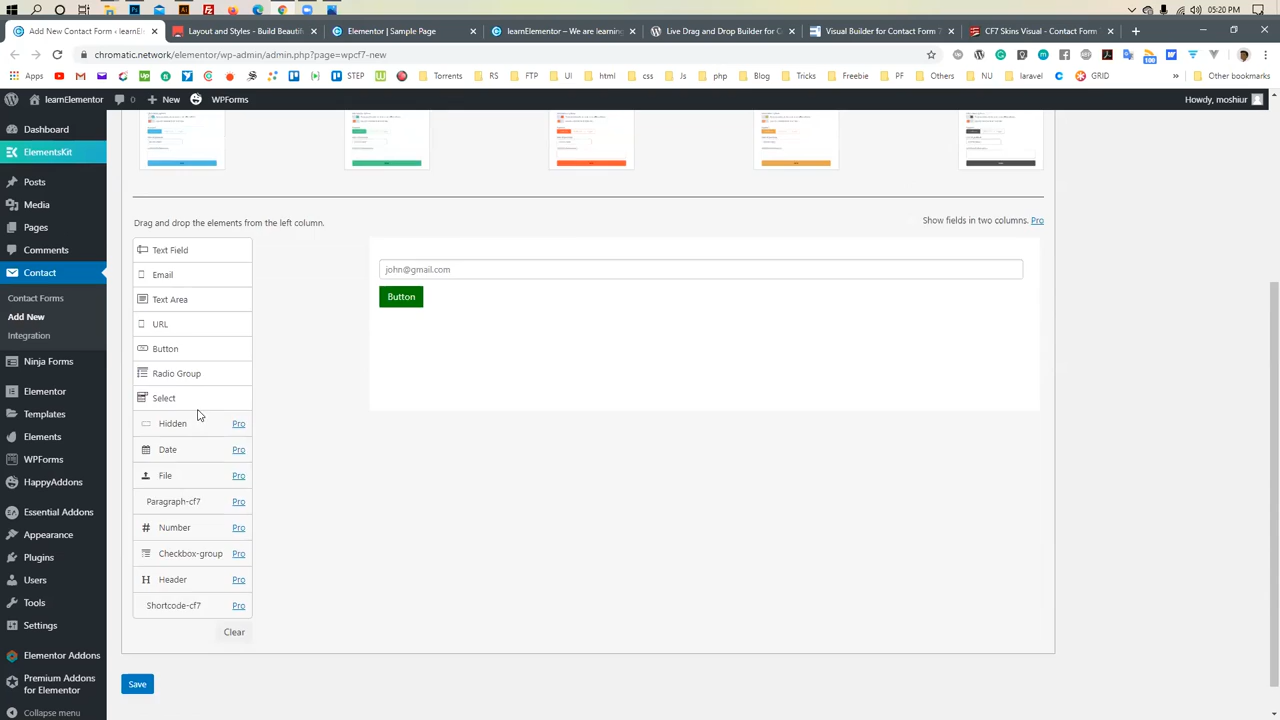 05:20 PM
Add New Contact Form ‹ learnEl
Layout and Styles - Build Beautif
Elementor | Sample Page
learnElementor – We are learning
Live Drag and Drop Builder for C
Visual Builder for Contact Form 7
CF7 Skins Visual - Contact Form
chromatic.network/elementor/wp-admin/admin.php?page=wpcf7-new
Apps
STEP
Torrents
RS
FTP
UI
html
css
Js
php
Blog
Tricks
Freebie
PF
Others
NU
laravel
GRID
Other bookmarks
learnElementor
New
WPForms
Howdy, moshiur
Dashboard
ElementsKit
Posts
Media
Pages
Comments
Contact
Contact Forms
Add New
Integration
Ninja Forms
Elementor
Templates
Elements
WPForms
HappyAddons
Essential Addons
Appearance
Plugins
Users
Tools
Settings
Elementor Addons
Premium Addons
for Elementor
Collapse menu
Drag and drop the elements from the left column.
Show fields in two columns. Pro
Text Field
Email
Text Area
URL
Button
Radio Group
Select
Hidden Pro
Date Pro
File Pro
Paragraph-cf7 Pro
Number Pro
Checkbox-group Pro
Header Pro
Shortcode-cf7 Pro
Clear
john@gmail.com
Button
Save